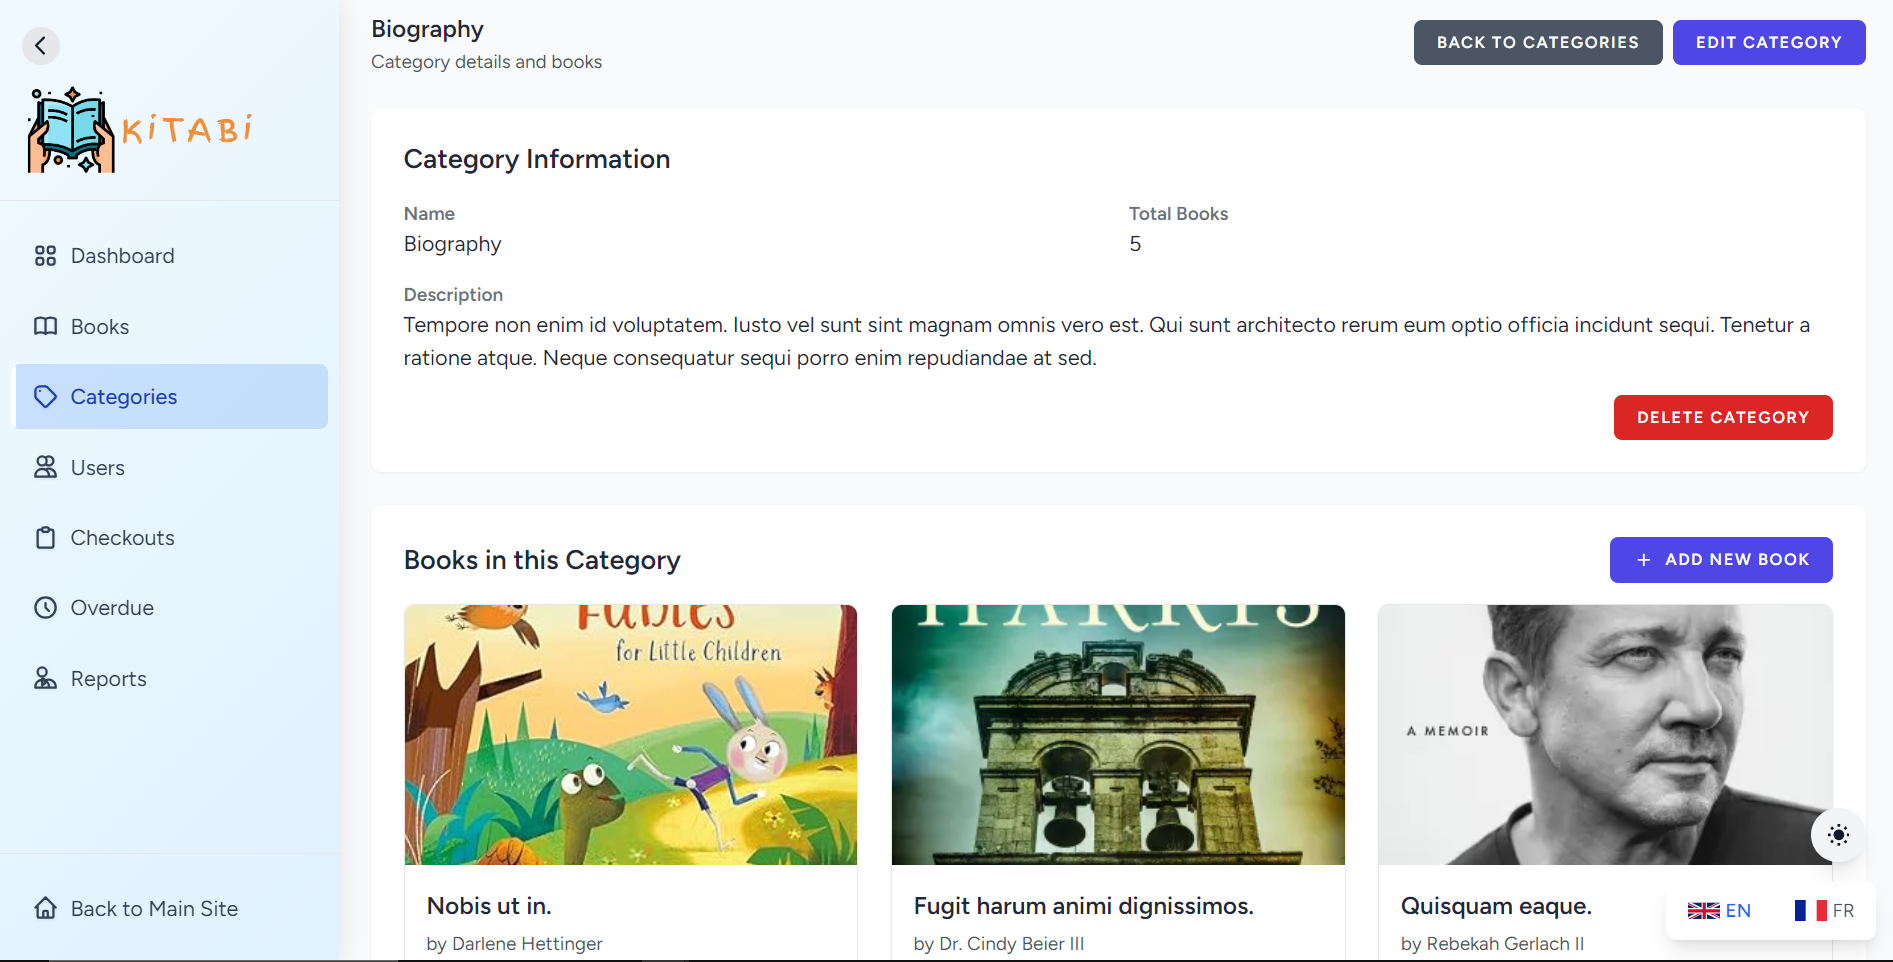 Biography
Category details and books
BACK TO CATEGORIES
EDIT CATEGORY
KiTABi
Dashboard
Books
Categories
Users
Checkouts
Overdue
Reports
Back to Main Site
Category Information
Name
Biography
Total Books
5
Description
Tempore non enim id voluptatem. Iusto vel sunt sint magnam omnis vero est. Qui sunt architecto rerum eum optio officia incidunt sequi. Tenetur a
ratione atque. Neque consequatur sequi porro enim repudiandae at sed.
DELETE CATEGORY
Books in this Category
+ ADD NEW BOOK
Fables
for Little Children
HARRIS
A MEMOIR
Nobis ut in.
by Darlene Hettinger
Fugit harum animi dignissimos.
by Dr. Cindy Beier III
Quisquam eaque.
by Rebekah Gerlach II
EN
FR